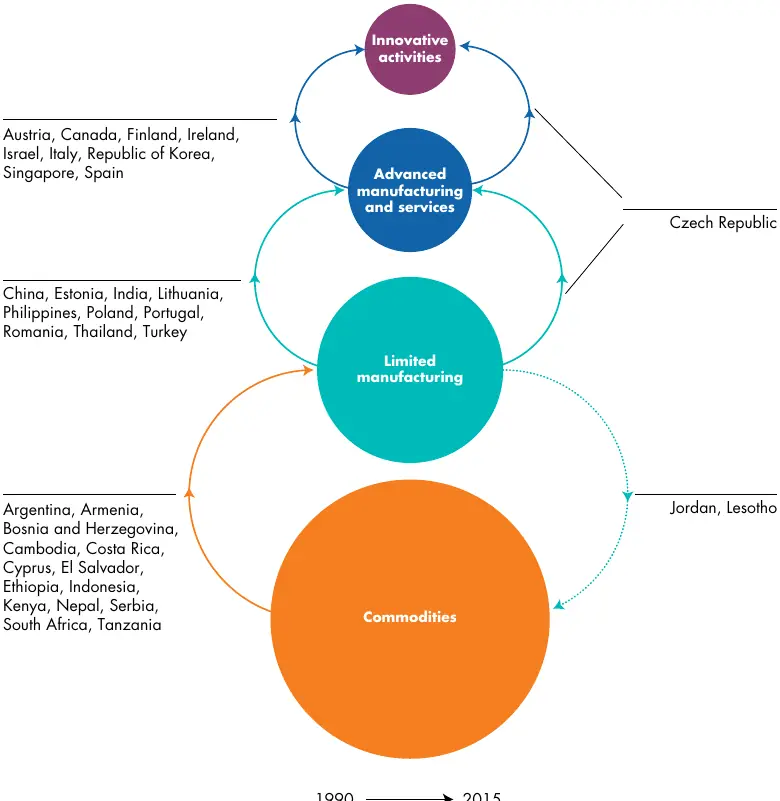 Innovative
activities
Austria, Canada, Finland, Ireland,
Israel, Italy, Republic of Korea,
Singapore, Spain
Advanced
manufacturing
and services
Czech Republic
China, Estonia, India, Lithuania,
Philippines, Poland, Portugal,
Romania, Thailand, Turkey
Limited
manufacturing
Argentina, Armenia,
Bosnia and Herzegovina,
Cambodia, Costa Rica,
Cyprus, El Salvador,
Ethiopia, Indonesia,
Kenya, Nepal, Serbia,
South Africa, Tanzania
Jordan, Lesotho
Commodities
1990 2015